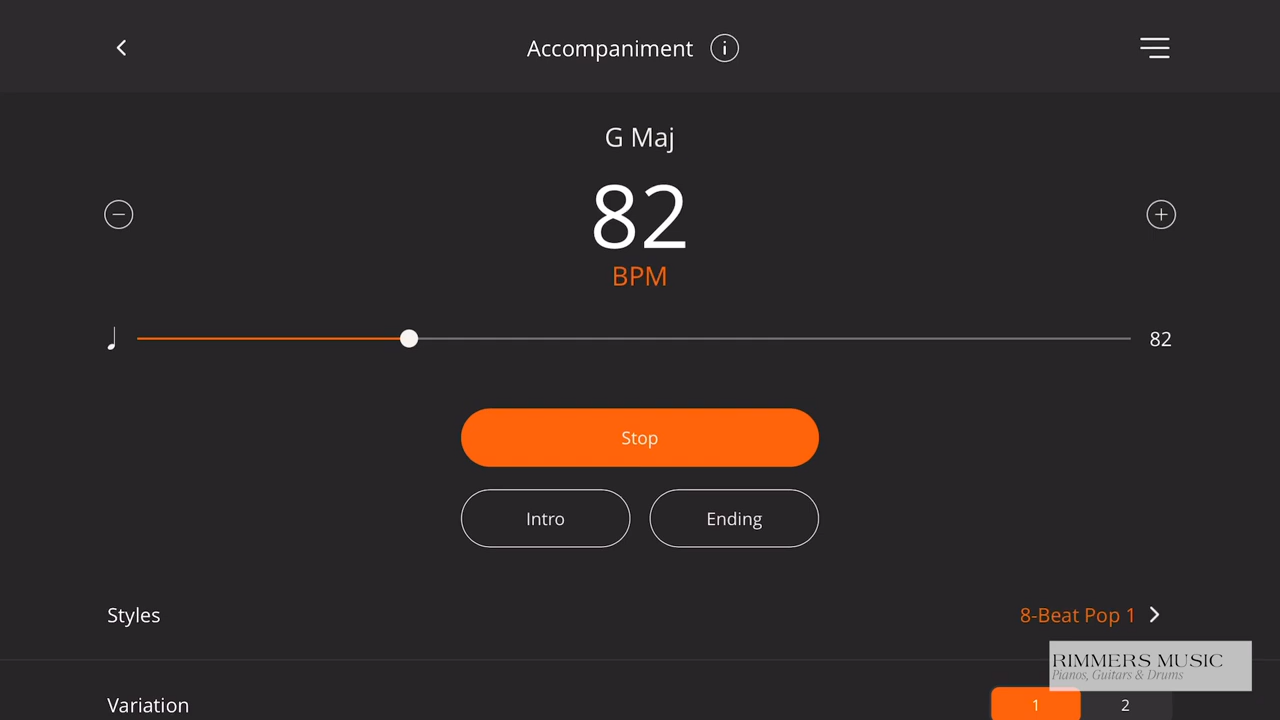 Accompaniment
G Maj
82
BPM
82
Stop
Intro Ending
Styles 8-Beat Pop 1
RIMMERS MUSIC
Pianos, Guitars & Drums
Variation 1 2